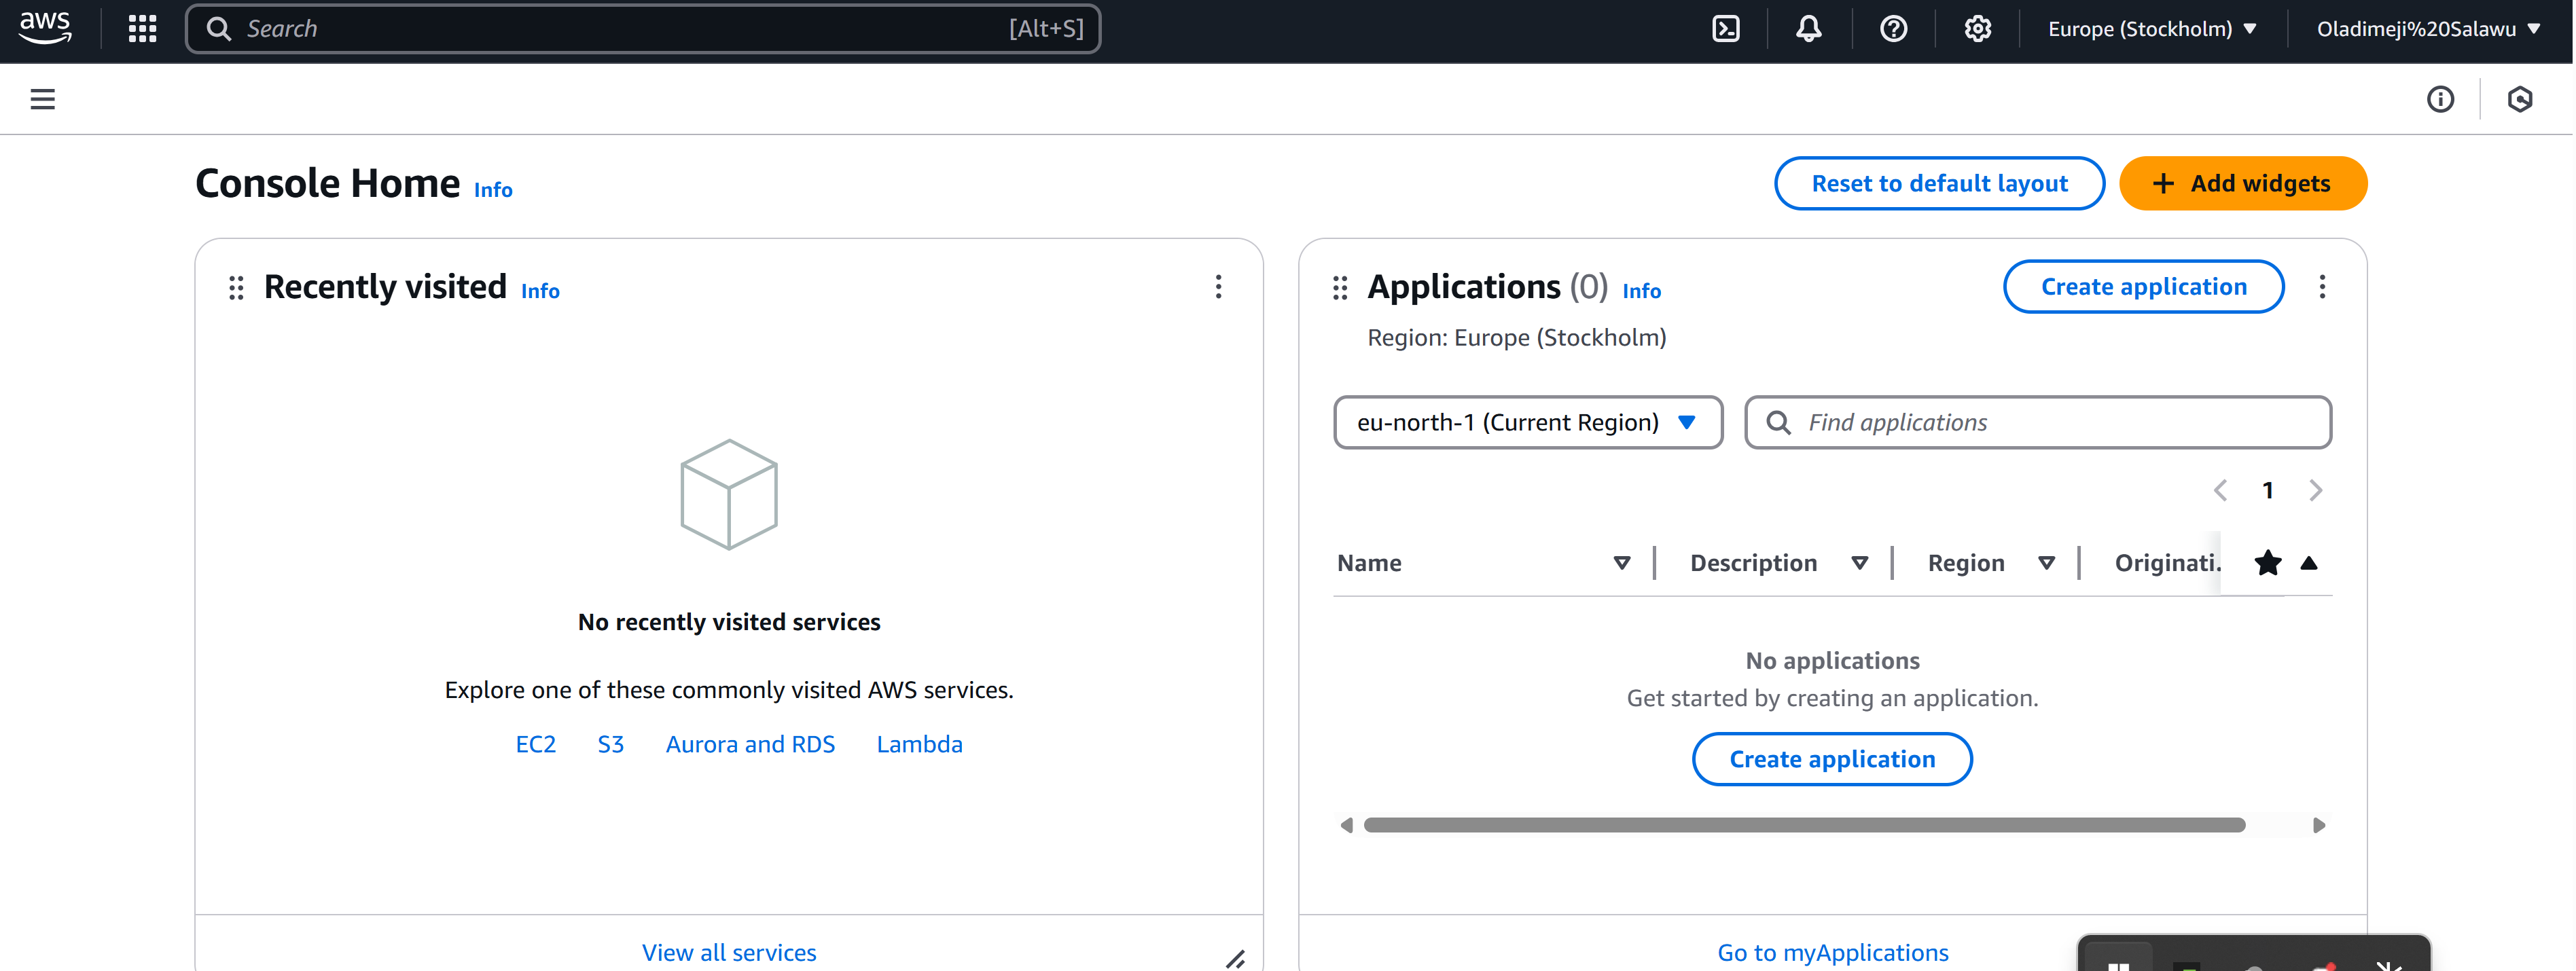 aws
Search [Alt+S]
Europe (Stockholm)
Oladimeji%20Salawu
Console Home Info
Reset to default layout
Add widgets
Recently visited Info
No recently visited services
Explore one of these commonly visited AWS services.
EC2 S3 Aurora and RDS Lambda
View all services
Applications (0) Info
Create application
Region: Europe (Stockholm)
eu-north-1 (Current Region)
Find applications
1
Name Description Region Originati.
No applications
Get started by creating an application.
Create application
Go to myApplications